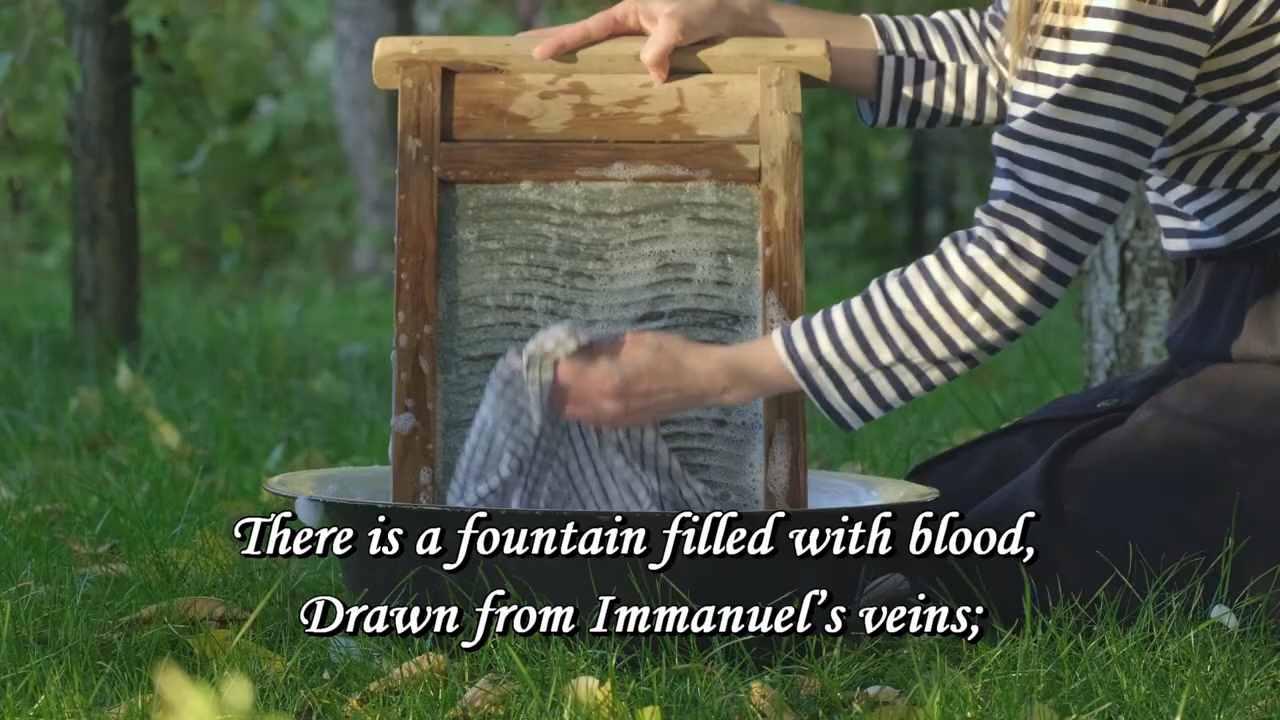 There is a fountain filled with blood,
Drawn from Immanuel's veins;